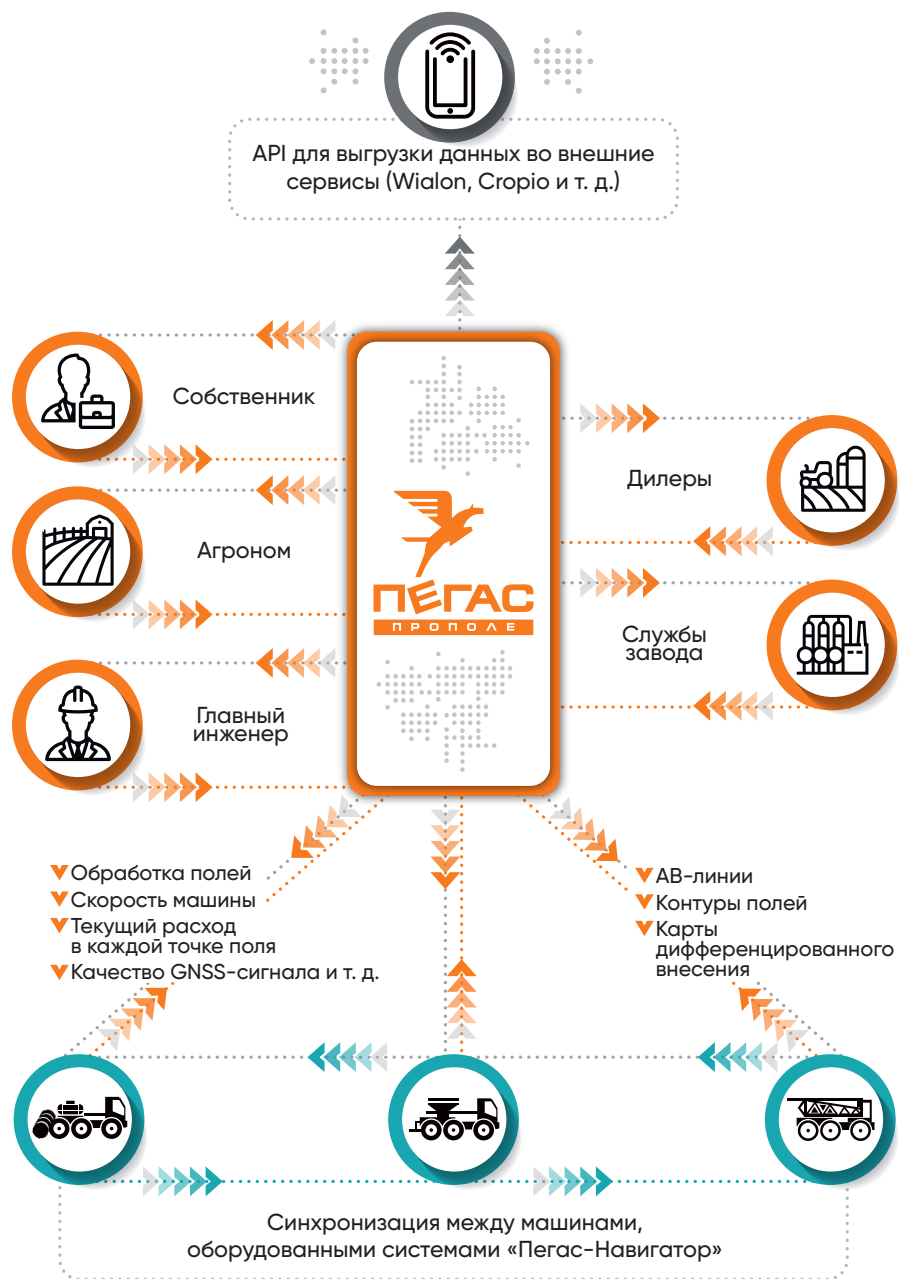 API для выгрузки данных во внешние
сервисы (Wialon, Cropio и т. д.)
Собственник
Агроном
Главный
инженер
ПЕГАС
ПРОПОЛЕ
Дилеры
Службы
завода
Обработка полей
Скорость машины
Текущий расход
в каждой точке поля
Качество GNSS-сигнала и т. д.
АВ-линии
Контуры полей
Карты
дифференцированного
внесения
Синхронизация между машинами,
оборудованными системами «Пегас-Навигатор»